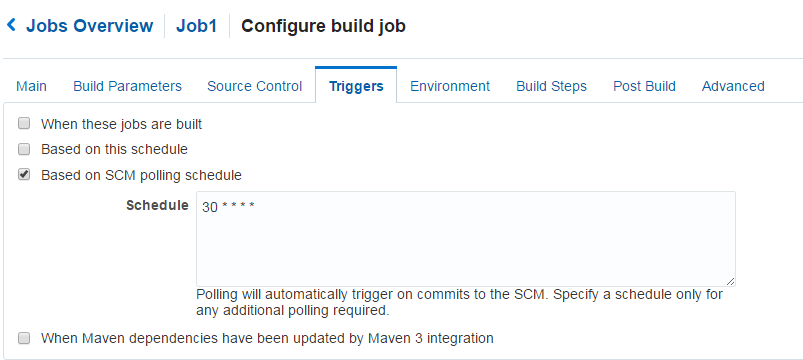 Jobs Overview Job1 Configure build job
Main Build Parameters Source Control Triggers Environment Build Steps Post Build Advanced
When these jobs are built
Based on this schedule
Based on SCM polling schedule
Schedule 30 * * * *
Polling will automatically trigger on commits to the SCM. Specify a schedule only for
any additional polling required.
When Maven dependencies have been updated by Maven 3 integration